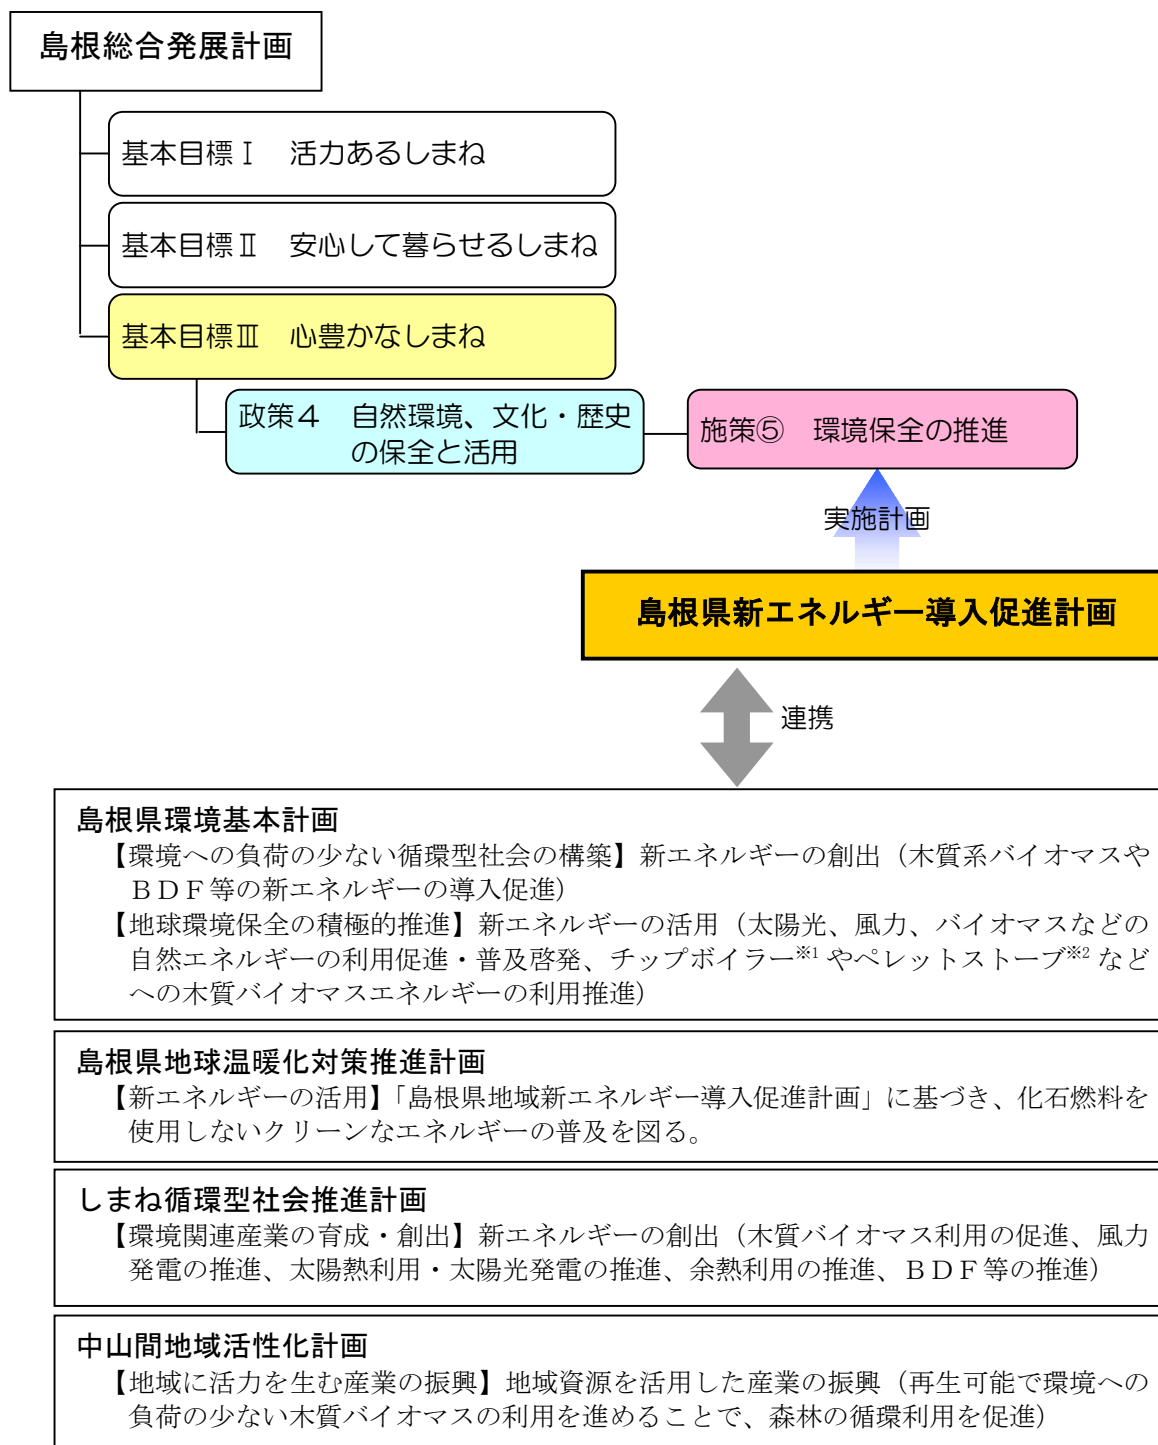 島根総合発展計画
基本目標Ⅰ　活力あるしまね
基本目標Ⅱ　安心して暮らせるしまね
基本目標Ⅲ　心豊かなしまね
政策４　自然環境、文化・歴史
の保全と活用
施策⑤　環境保全の推進
実施計画
島根県新エネルギー導入促進計画
連携
島根県環境基本計画
【環境への負荷の少ない循環型社会の構築】新エネルギーの創出（木質系バイオマスや
ＢＤＦ等の新エネルギーの導入促進）
【地球環境保全の積極的推進】新エネルギーの活用（太陽光、風力、バイオマスなどの
自然エネルギーの利用促進・普及啓発、チップボイラー※1 やペレットストーブ※2 など
への木質バイオマスエネルギーの利用推進）
島根県地球温暖化対策推進計画
【新エネルギーの活用】「島根県地域新エネルギー導入促進計画」に基づき、化石燃料を
使用しないクリーンなエネルギーの普及を図る。
しまね循環型社会推進計画
【環境関連産業の育成・創出】新エネルギーの創出（木質バイオマス利用の促進、風力
発電の推進、太陽熱利用・太陽光発電の推進、余熱利用の推進、ＢＤＦ等の推進）
中山間地域活性化計画
【地域に活力を生む産業の振興】地域資源を活用した産業の振興（再生可能で環境への
負荷の少ない木質バイオマスの利用を進めることで、森林の循環利用を促進）